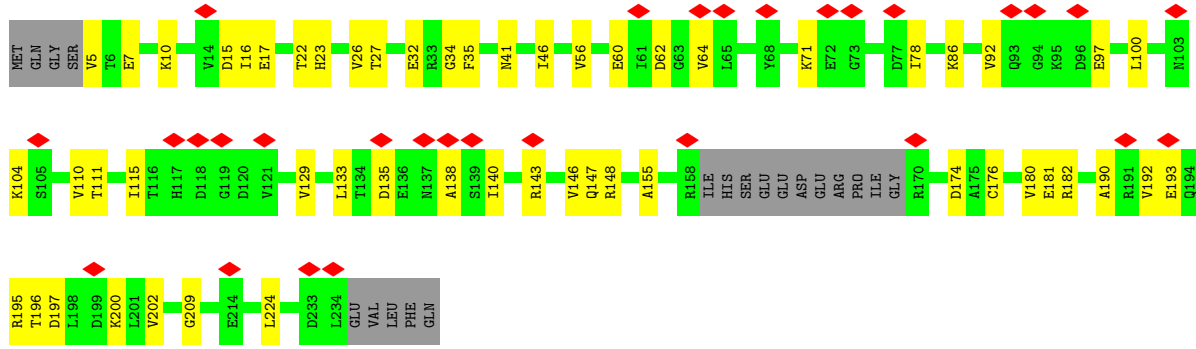 MET GLN GLY SER V5 T6 E7 K10 V14 D15 I16 E17 T22 H23 V26 T27 E32 R33 G34 F35 N41 I46 V56 E60 I61 D62 G63 V64 L65 Y68 K71 E72 G73 D77 I78 K86 V92 Q93 G94 K95 D96 E97 L100 N103
K104 S105 V110 T111 I115 T116 H117 D118 G119 D120 V121 V129 L133 T134 D135 E136 N137 A138 S139 I140 R143 V146 Q147 R148 A155 R158 ILE HIS SER GLU GLU ASP GLU ARG PRO ILE GLY R170 D174 A175 C176 V180 E181 R182 A190 R191 V192 E193 Q194
R195 T196 D197 L198 D199 K200 L201 V202 G209 E214 L224 D233 L234 GLU VAL LEU PHE GLN